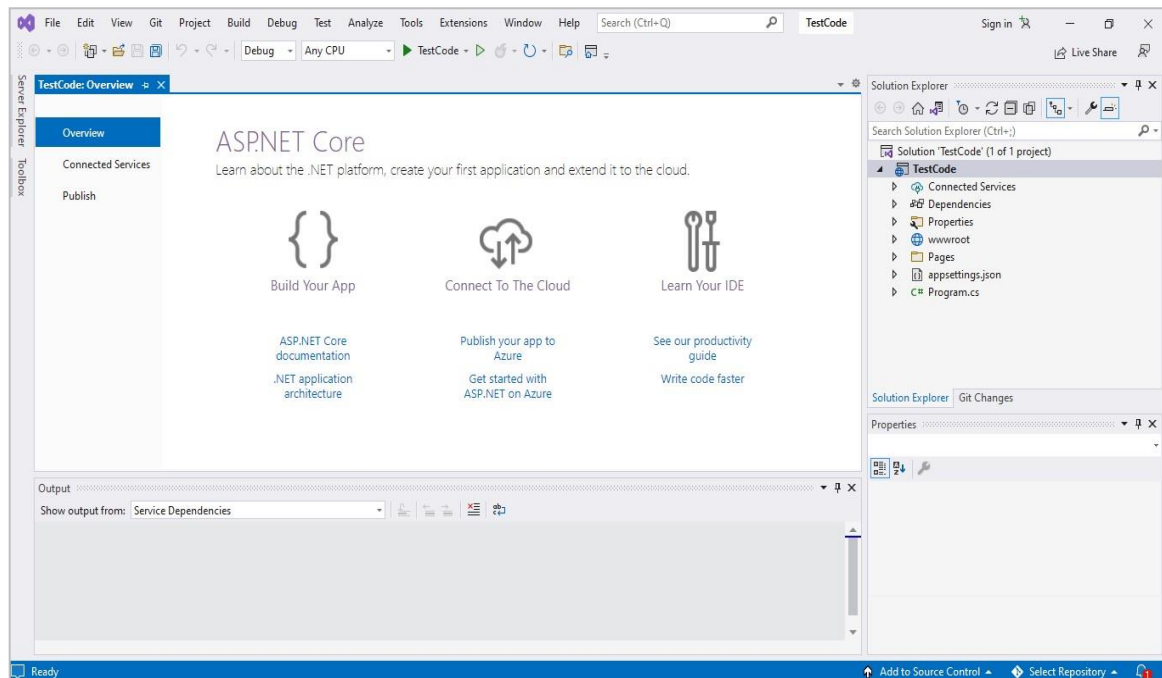 File Edit View Git Project Build Debug Test Analyze Tools Extensions Window Help Search (Ctrl+Q) TestCode Sign in
Debug Any CPU TestCode Live Share
Server Explorer
Toolbox
TestCode: Overview
Overview
Connected Services
Publish
ASP.NET Core
Learn about the .NET platform, create your first application and extend it to the cloud.
Build Your App
Connect To The Cloud
Learn Your IDE
ASP.NET Core
documentation
.NET application
architecture
Publish your app to
Azure
Get started with
ASP.NET on Azure
See our productivity
guide
Write code faster
Output
Show output from: Service Dependencies
Solution Explorer
Search Solution Explorer (Ctrl+;)
Solution 'TestCode' (1 of 1 project)
TestCode
Connected Services
Dependencies
Properties
wwwroot
Pages
appsettings.json
C# Program.cs
Solution Explorer Git Changes
Properties
Ready Add to Source Control Select Repository 1